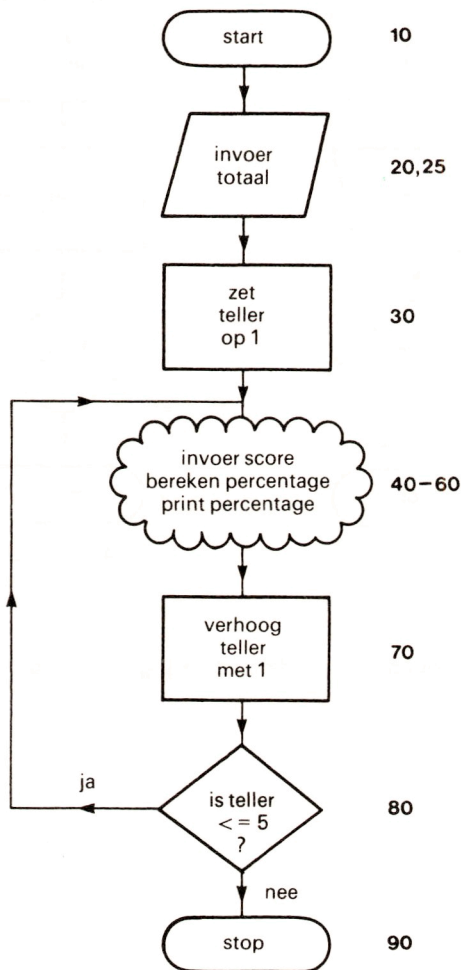 start 10
invoer
totaal 20,25
zet
teller
op 1 30
invoer score
bereken percentage 40–60
print percentage
verhoog
teller 70
met 1
ja
is teller
<= 5 80
?
nee
stop 90